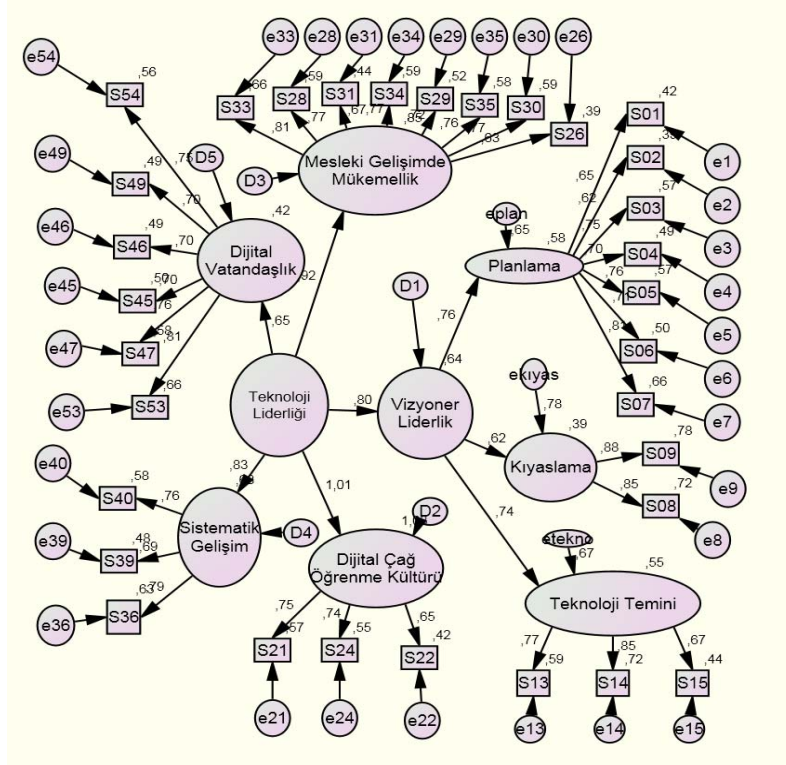 e33
e28
e31
e34
e29
e35
e30
e26
e54
,56
S54
,66
S33
,59
S28
,44
S31
,59
S34
,52
S29
,58
S35
,59
S30
,39
S26
,81
,77
,67
,77
,85
,76
,77
,63
Mesleki Gelişimde
Mükemmellik
D3
D5
e49
,49
S49
,75
,70
e46
,49
S46
,70
e45
,50
S45
,70
e47
,58
S47
,76
e53
,66
S53
,81
,42
Dijital
Vatandaşlık
,65
,92
,42
S01
e1
S02
e2
,57
S03
e3
,49
S04
e4
,57
S05
e5
,50
S06
e6
,66
S07
e7
,65
,62
,75
,70
,76
eplan
,65
,58
Planlama
D1
,76
,64
Teknoloji
Liderliği
,80
Vizyoner
Liderlik
ekıyas
,78
,39
,62
Kıyaslama
,88
,78
S09
e9
,85
,72
S08
e8
,74
e40
,58
S40
,76
e39
,48
S39
,69
e36
,63
S36
,79
,83
Sistematik
Gelişim
D4
1,01
D2
Dijital Çağ
Öğrenme Kültürü
,75
,57
S21
e21
,74
,55
S24
e24
,65
,42
S22
e22
etekno
,67
,55
Teknoloji Temini
,77
,59
S13
e13
,85
,72
S14
e14
,67
,44
S15
e15